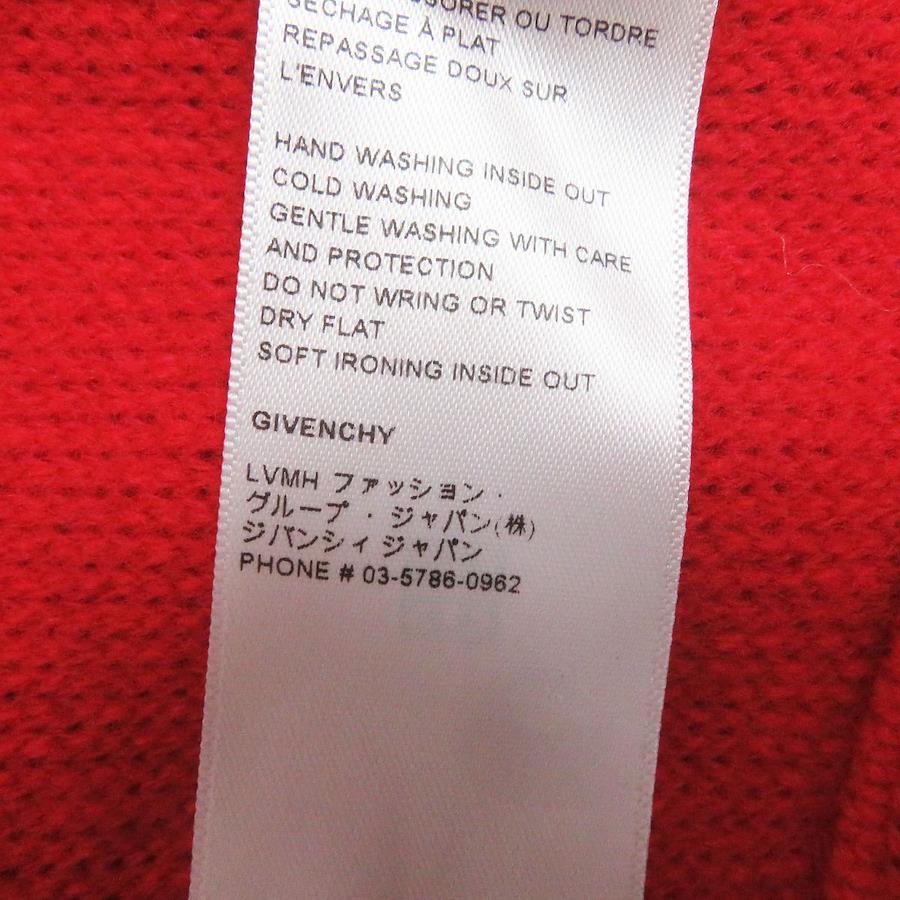 OU TORDRE
SÉCHAGE À PLAT
REPASSAGE DOUX SUR
L'ENVERS
HAND WASHING INSIDE OUT
COLD WASHING
GENTLE WASHING WITH CARE
AND PROTECTION
DO NOT WRING OR TWIST
DRY FLAT
SOFT IRONING INSIDE OUT
GIVENCHY
LVMH ファッション・
グループ・ジャパン(株)
ジバンシィ ジャパン
PHONE # 03-5786-0962